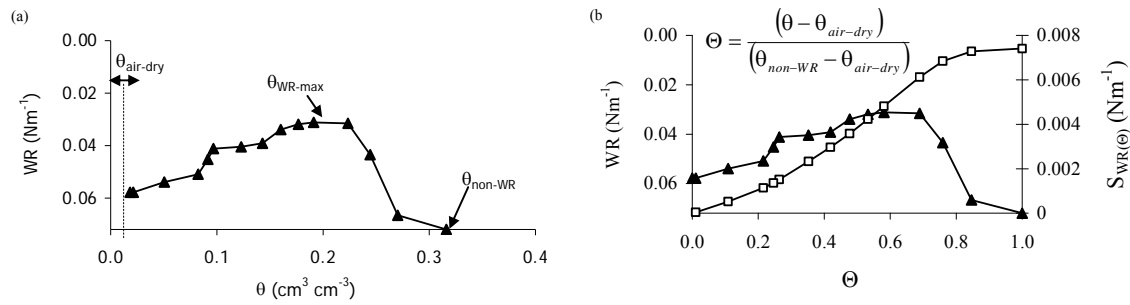 (a)
0.00
0.02
0.04
0.06
WR (Nm⁻¹)
θair-dry
θWR-max
θnon-WR
0.0 0.1 0.2 0.3 0.4
θ (cm³ cm⁻³)
(b
0.00
0.02
0.04
0.06
WR (Nm⁻¹)
Θ = (θ − θair−dry) / (θnon−WR − θair−dry)
0.008
0.006
0.004
0.002
0
SWR(Θ) (Nm⁻¹)
0.0 0.2 0.4 0.6 0.8 1.0
Θ